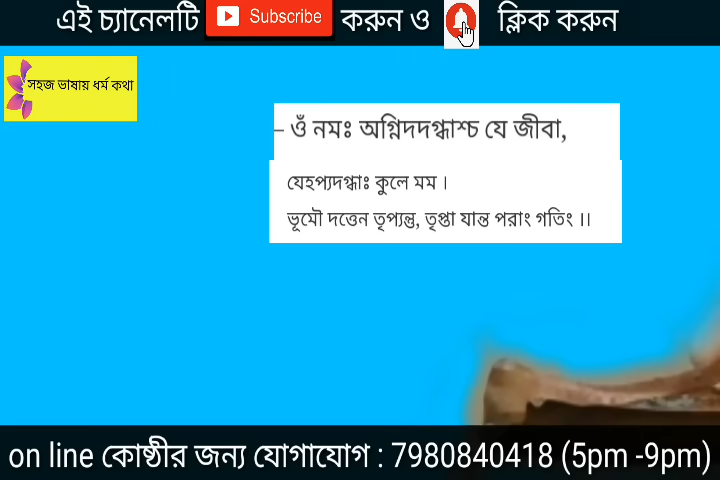 এই চ্যানেলটি Subscribe করুন ও ক্লিক করুন
সহজ ভাষায় ধর্ম কথা
– ওঁ নমঃ অগ্নিদদগ্ধাশ্চ যে জীবা,
যেহপ্যদগ্ধাঃ কুলে মম ।
ভূমৌ দত্তেন তৃপ্যন্তু, তৃপ্তা যান্ত পরাং গতিং ।।
on line কোষ্ঠীর জন্য যোগাযোগ : 7980840418 (5pm -9pm)